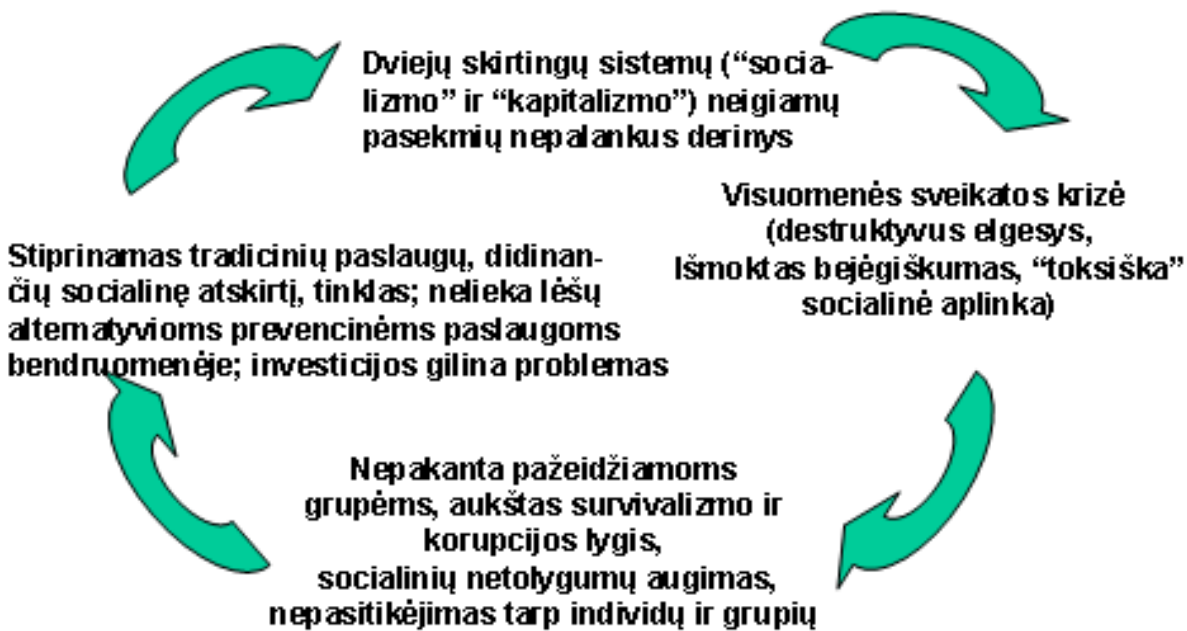 Dviejų skirtingų sistemų (“socia-
lizmo” ir “kapitalizmo”) neigiamų
pasekmių nepalankus derinys
Visuomenės sveikatos krizė
(destruktyvus elgesys,
Išmoktas bejėgiškumas, “toksiška”
socialinė aplinka)
Nepakanta pažeidžiamoms
grupėms, aukštas survivalizmo ir
korupcijos lygis,
socialinių netolygumų augimas,
nepasitikėjimas tarp individų ir grupių
Stiprinamas tradicinių paslaugų, didinan-
čių socialinę atskirtį, tinklas; nelieka lėšų
alternatyvioms prevencinėms paslaugoms
bendruomenėje; investicijos gilina problemas